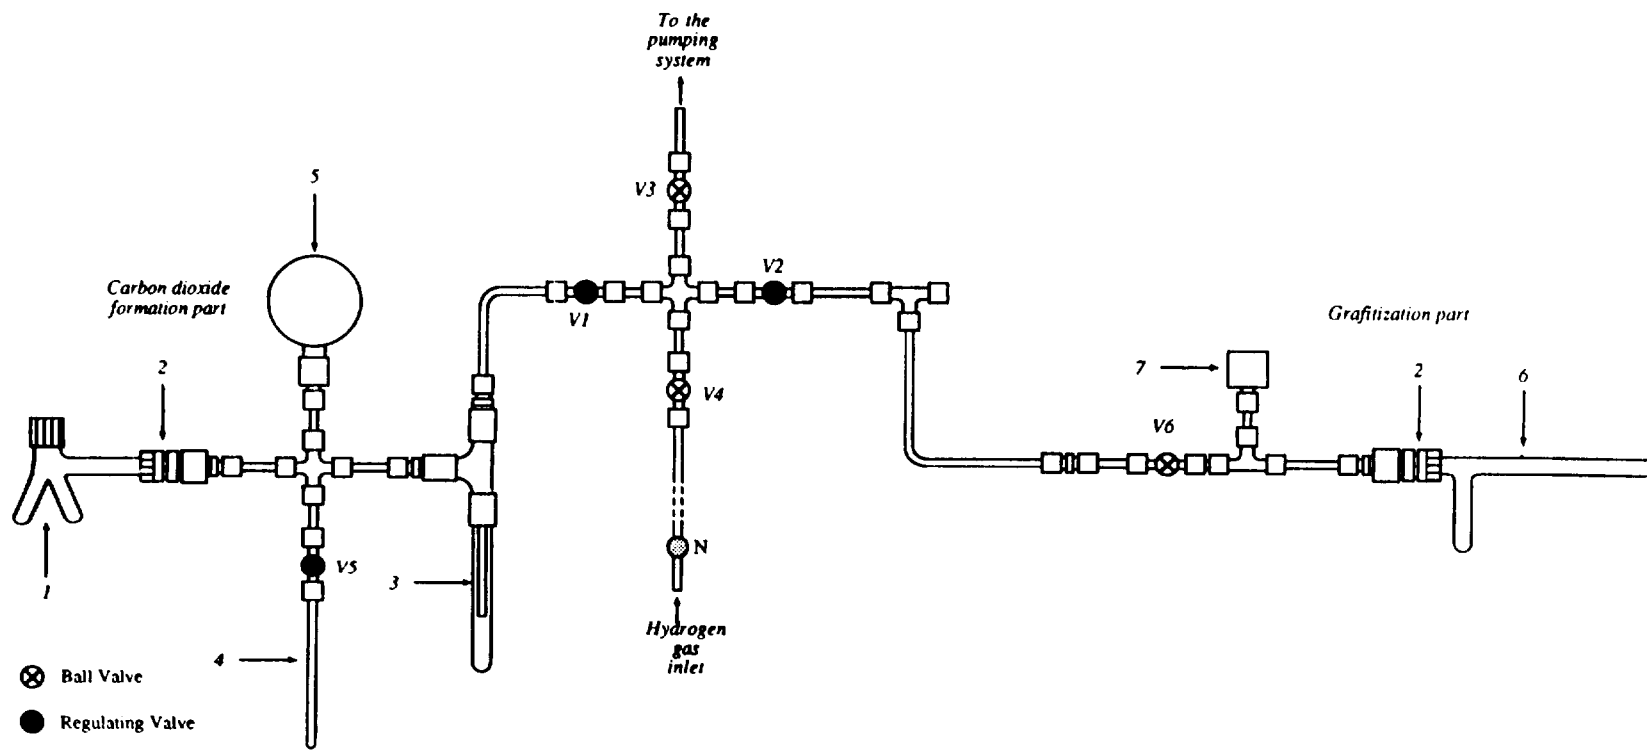 To the
pumping
system
V3
5
V2
Carbon dioxide
formation part
V1
Grafitization part
2
7
2
6
V4
V6
N
V5
3
1
Hydrogen
gas
inlet
4
Ball Valve
Regulating Valve